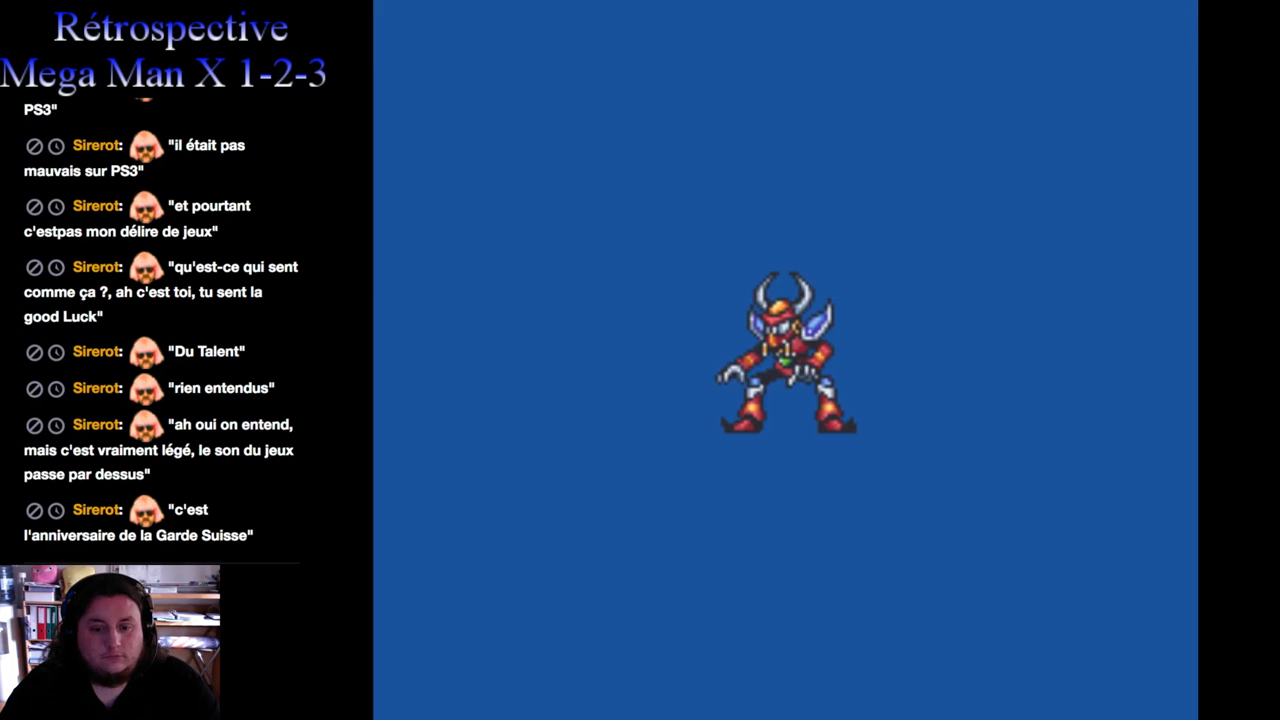 Rétrospective
Mega Man X 1-2-3
PS3"
Sirerot: "il était pas
mauvais sur PS3"
Sirerot: "et pourtant
c'estpas mon délire de jeux"
Sirerot: "qu'est-ce qui sent
comme ça ?, ah c'est toi, tu sent la
good Luck"
Sirerot: "Du Talent"
Sirerot: "rien entendus"
Sirerot: "ah oui on entend,
mais c'est vraiment légé, le son du jeux
passe par dessus"
Sirerot: "c'est
l'anniversaire de la Garde Suisse"